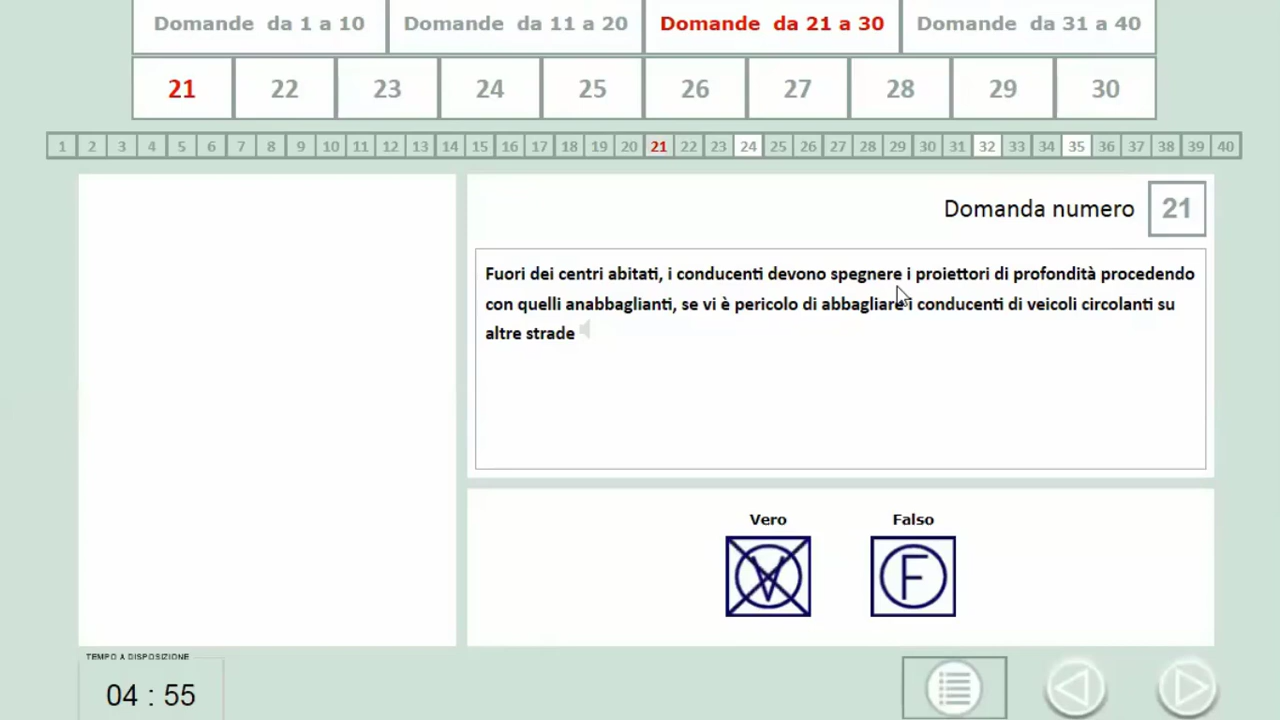 Domande da 1 a 10 Domande da 11 a 20 Domande da 21 a 30 Domande da 31 a 40
21 22 23 24 25 26 27 28 29 30
1 2 3 4 5 6 7 8 9 10 11 12 13 14 15 16 17 18 19 20 21 22 23 24 25 26 27 28 29 30 31 32 33 34 35 36 37 38 39 40
Domanda numero 21
Fuori dei centri abitati, i conducenti devono spegnere i proiettori di profondità procedendo
con quelli anabbaglianti, se vi è pericolo di abbagliare i conducenti di veicoli circolanti su
altre strade
Vero Falso
V F
TEMPO A DISPOSIZIONE
04 : 55